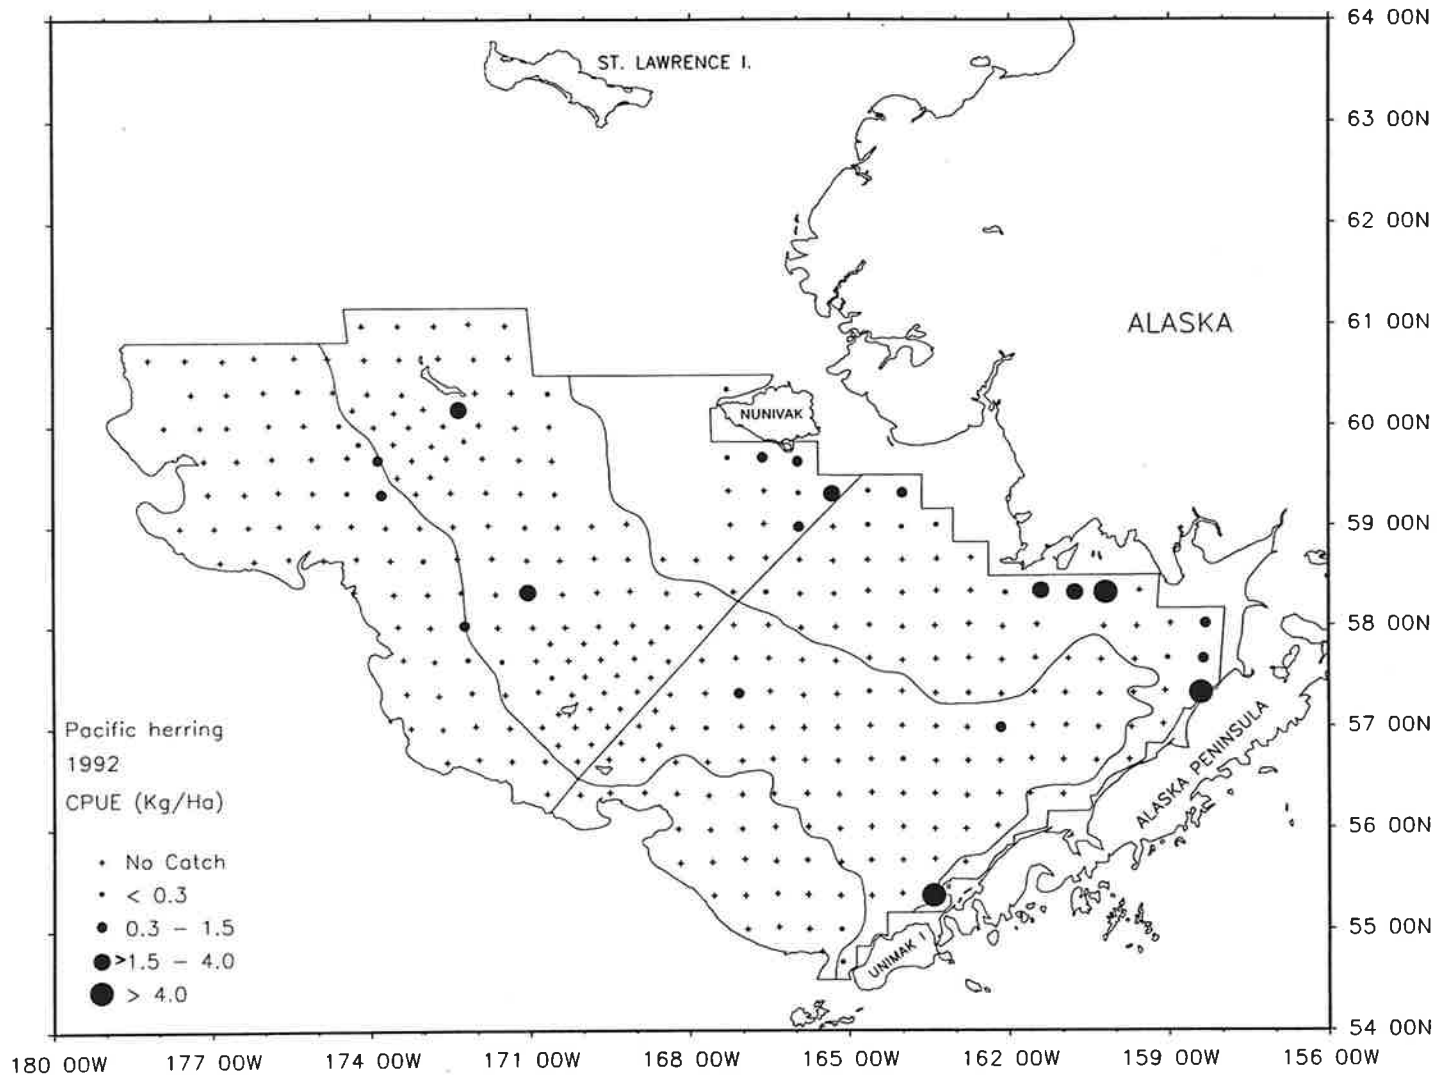 64 00N
ST. LAWRENCE I.
63 00N
62 00N
ALASKA
61 00N
NUNIVAK
60 00N
59 00N
58 00N
57 00N
Pacific herring
1992
CPUE (Kg/Ha)
ALASKA PENINSULA
56 00N
No Catch
< 0.3
0.3 – 1.5
>1.5 – 4.0
> 4.0
55 00N
UNIMAK I
54 00N
180 00W 177 00W 174 00W 171 00W 168 00W 165 00W 162 00W 159 00W 156 00W